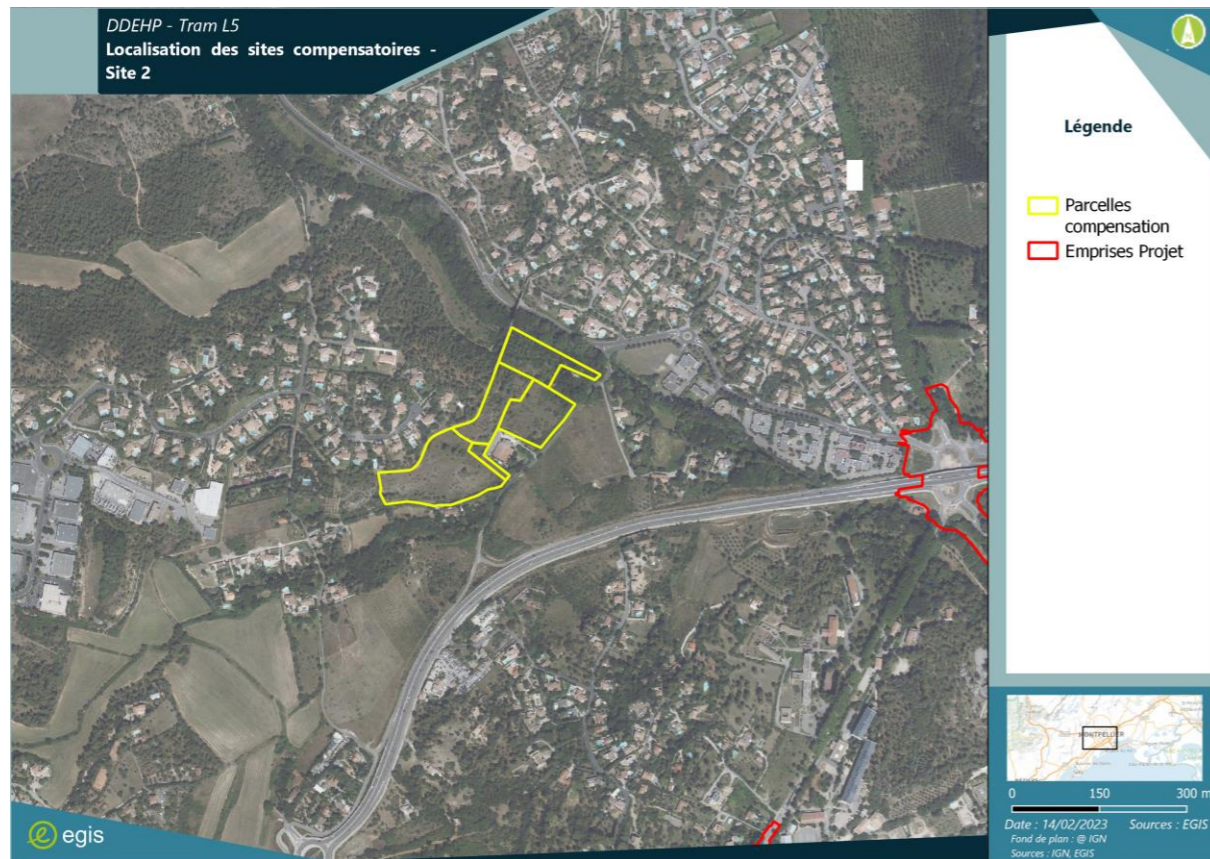 DDEHP - Tram L5
Localisation des sites compensatoires -
Site 2
Légende
Parcelles
compensation
Emprises Projet
MONTPELLIER
0 150 300 m
Date : 14/02/2023 Sources : EGIS
Fond de plan : @ IGN
Sources : IGN, EGIS
egis